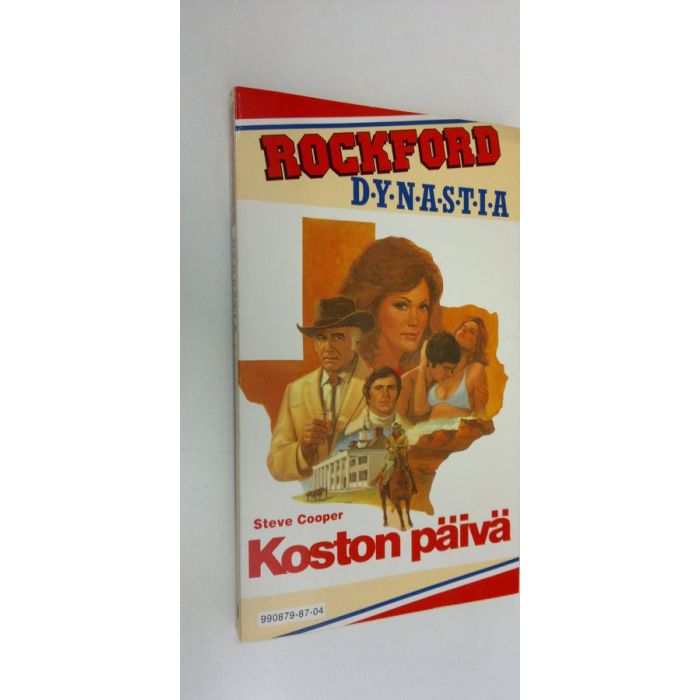 ROCKFORD
D·Y·N·A·S·T·I·A
Steve Cooper
Koston päivä
990879-87-04